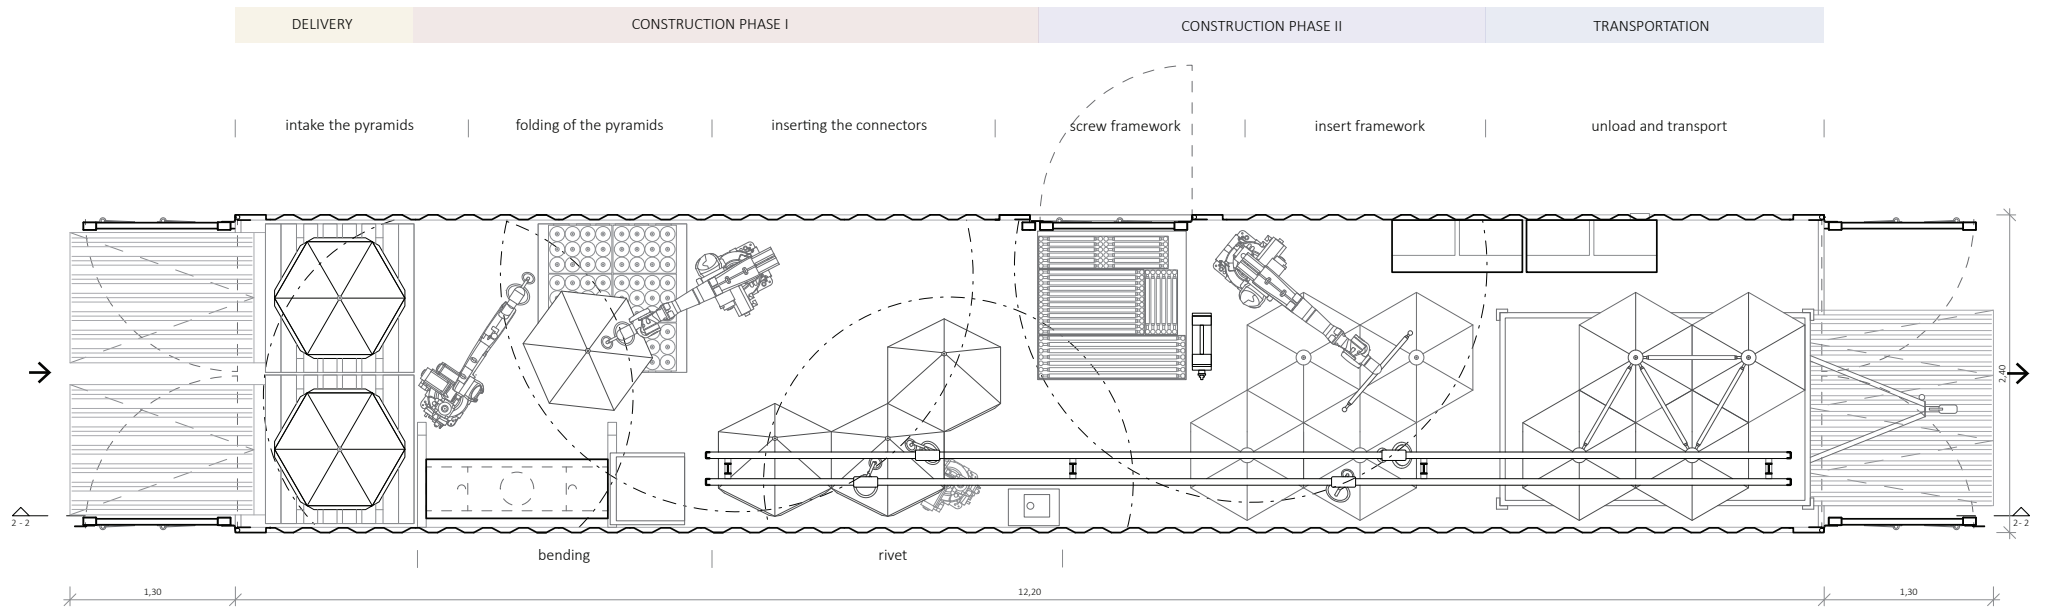 DELIVERY
CONSTRUCTION PHASE I
CONSTRUCTION PHASE II
TRANSPORTATION
intake the pyramids
folding of the pyramids
inserting the connectors
screw framework
insert framework
unload and transport
2,40
2 - 2
2 - 2
bending
rivet
1,30
12,20
1,30